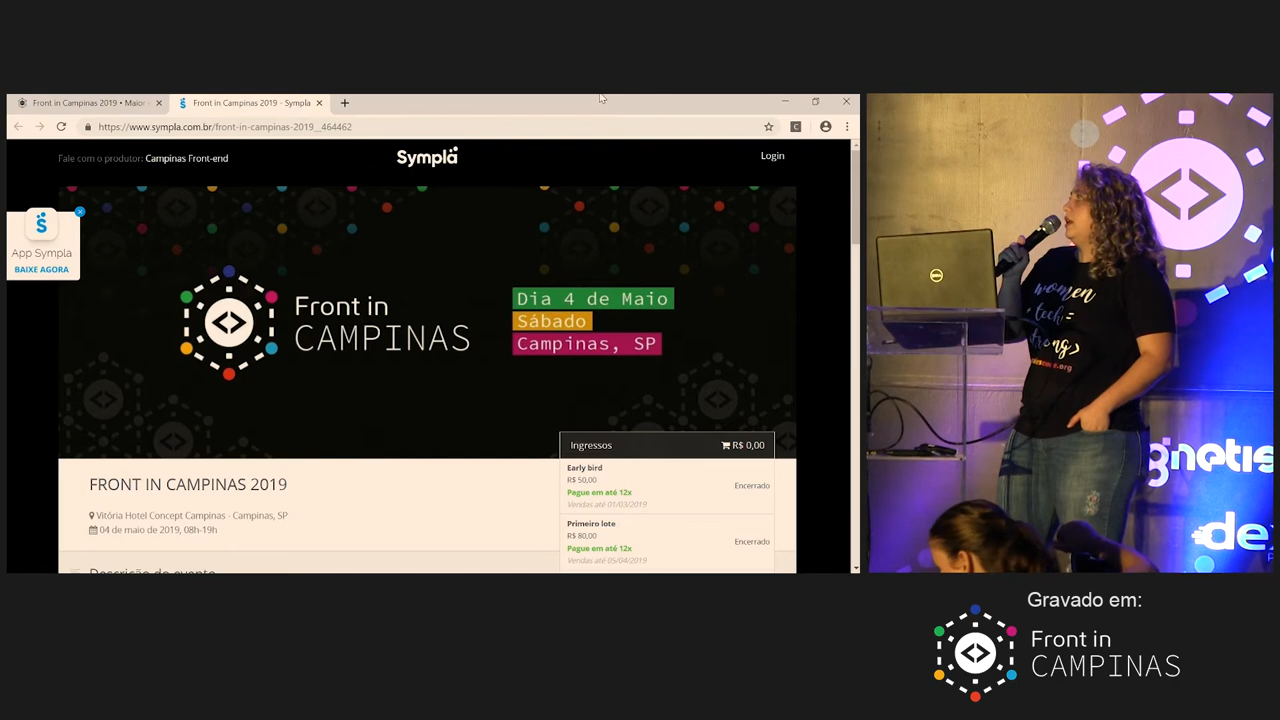 Front in Campinas 2019 • Maior
Front in Campinas 2019 - Sympla
https://www.sympla.com.br/front-in-campinas-2019__464462
Fale com o produtor: Campinas Front-end
Sympla
Login
App Sympla
BAIXE AGORA
Front in
CAMPINAS
Dia 4 de Maio
Sábado
Campinas, SP
Ingressos
R$ 0,00
Early bird
R$ 50,00
Pague em até 12x
Vendas até 01/03/2019
Encerrado
Primeiro lote
R$ 80,00
Pague em até 12x
Vendas até 05/04/2019
Encerrado
FRONT IN CAMPINAS 2019
Vitória Hotel Concept Campinas - Campinas, SP
04 de maio de 2019, 08h-19h
Descrição do evento
women
tech
Gravado em:
Front in
CAMPINAS